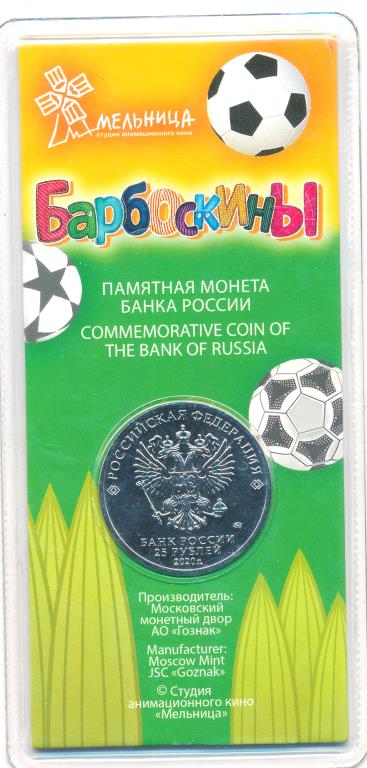 Мельница
студия анимационного кино
Барбоскины
ПАМЯТНАЯ МОНЕТА
БАНКА РОССИИ
COMMEMORATIVE COIN OF
THE BANK OF RUSSIA
РОССИЙСКАЯ ФЕДЕРАЦИЯ
БАНК РОССИИ
25 РУБЛЕЙ
2020 г.
Производитель:
Московский
монетный двор
АО «Гознак»
Manufacturer:
Moscow Mint
JSC «Goznak»
© Студия
анимационного кино
«Мельница»